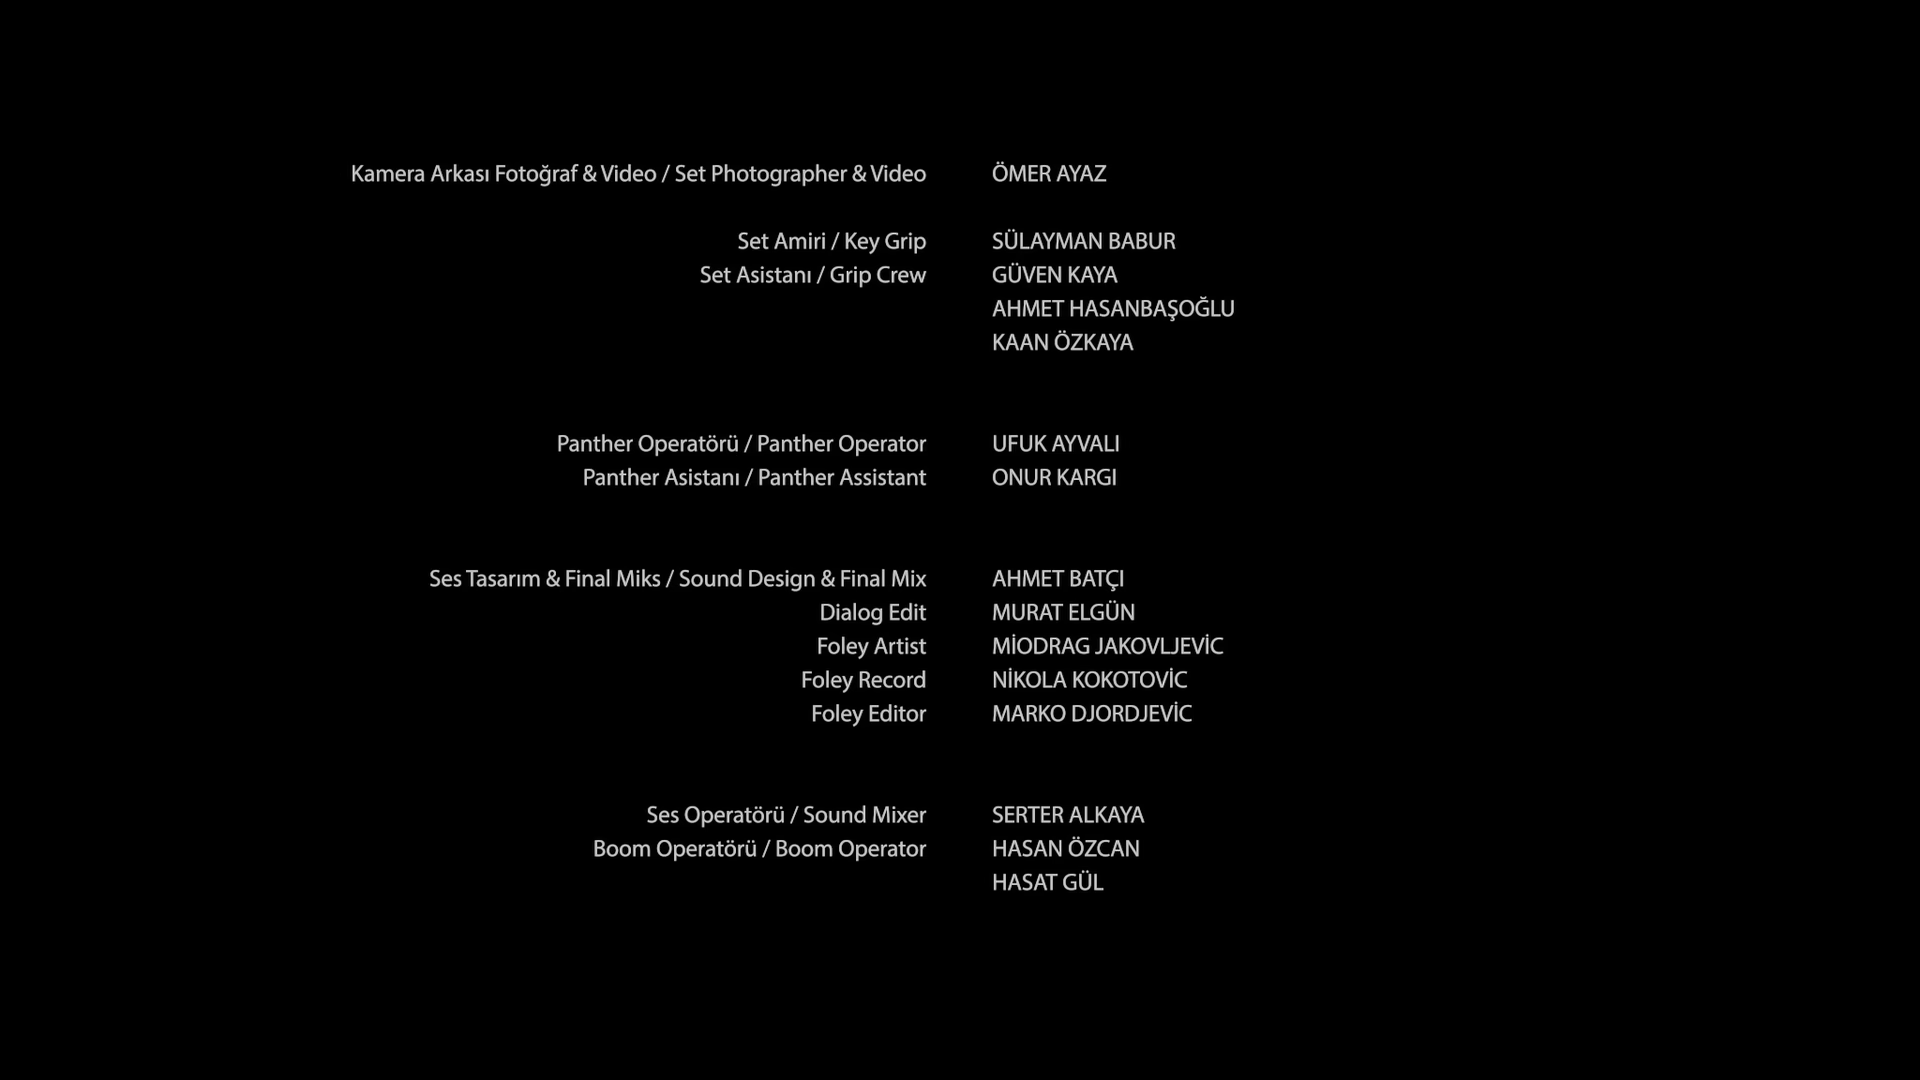 Kamera Arkası Fotoğraf & Video / Set Photographer & Video ÖMER AYAZ
Set Amiri / Key Grip SÜLAYMAN BABUR
Set Asistanı / Grip Crew GÜVEN KAYA
AHMET HASANBAŞOĞLU
KAAN ÖZKAYA
Panther Operatörü / Panther Operator UFUK AYVALI
Panther Asistanı / Panther Assistant ONUR KARGI
Ses Tasarım & Final Miks / Sound Design & Final Mix AHMET BATÇI
Dialog Edit MURAT ELGÜN
Foley Artist MİODRAG JAKOVLJEVİC
Foley Record NİKOLA KOKOTOVİC
Foley Editor MARKO DJORDJEVİC
Ses Operatörü / Sound Mixer SERTER ALKAYA
Boom Operatörü / Boom Operator HASAN ÖZCAN
HASAT GÜL